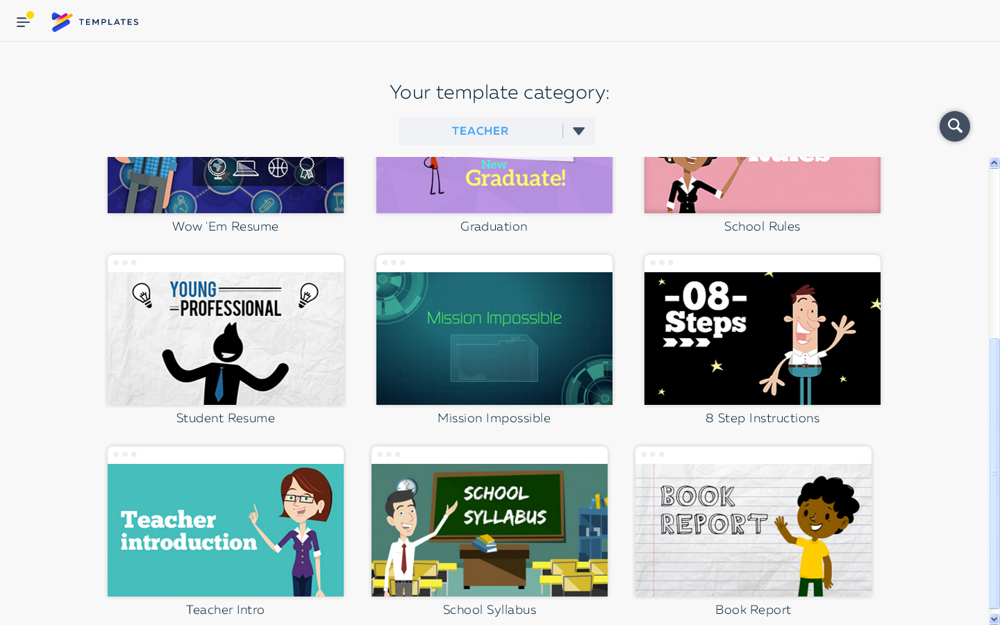 TEMPLATES
Your template category:
TEACHER
New
Graduate!
Rules
Wow 'Em Resume
Graduation
School Rules
YOUNG
PROFESSIONAL
Mission Impossible
-08-
Steps
Student Resume
Mission Impossible
8 Step Instructions
Teacher
introduction
SCHOOL
SYLLABUS
BOOK
REPORT
Teacher Intro
School Syllabus
Book Report